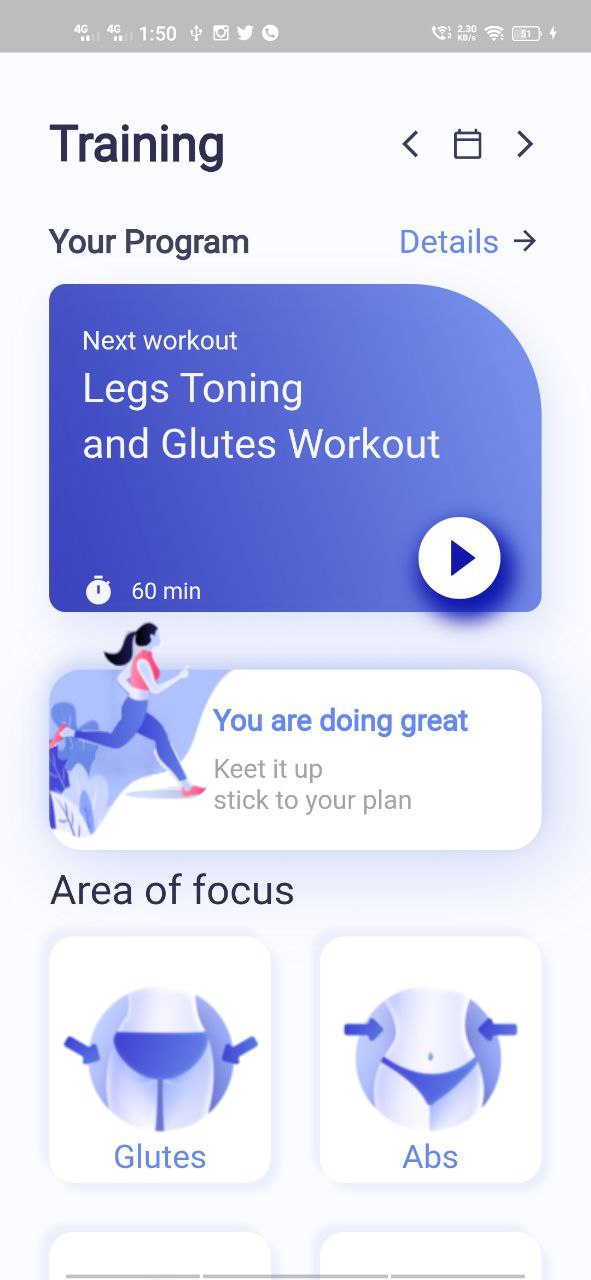 4G 4G 1:50 2.30 KB/s 51
Training
Your Program Details
Next workout
Legs Toning
and Glutes Workout
60 min
You are doing great
Keet it up
stick to your plan
Area of focus
Glutes Abs